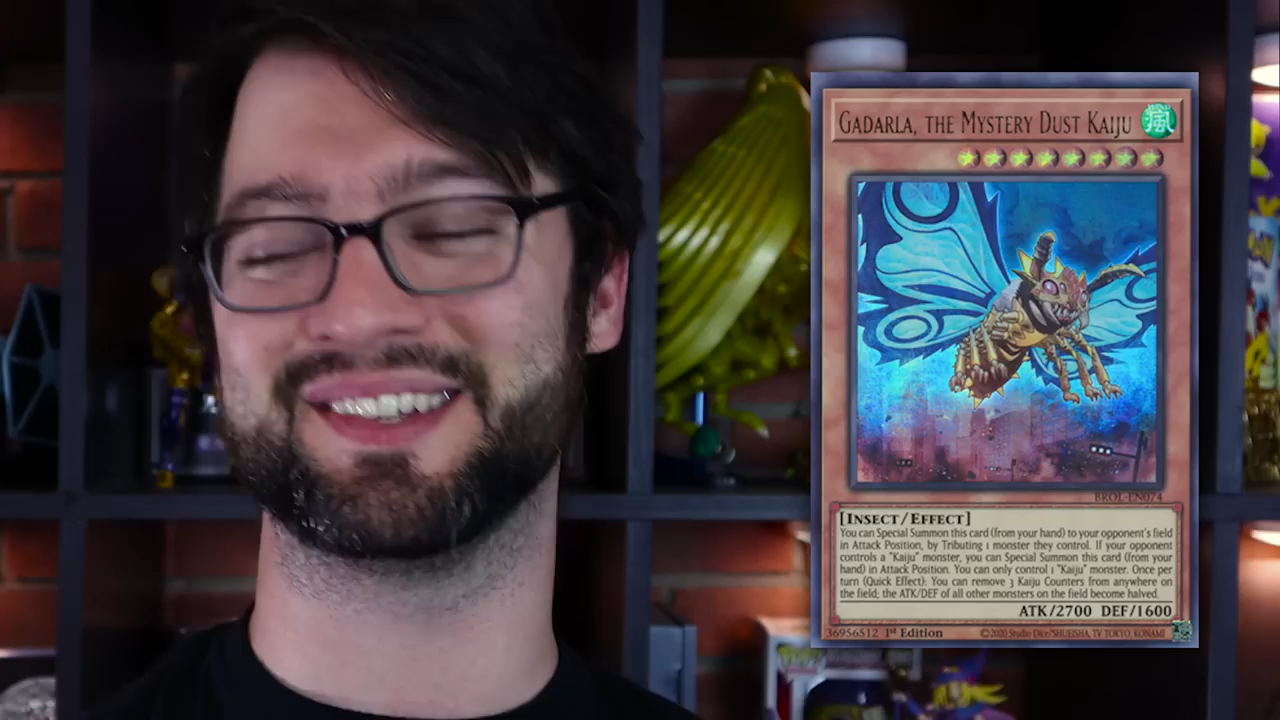 GADARLA, THE MYSTERY DUST KAIJU
風
BROL-EN074
[INSECT/EFFECT]
You can Special Summon this card (from your hand) to your opponent's field
in Attack Position, by Tributing 1 monster they control. If your opponent
controls a "Kaiju" monster, you can Special Summon this card (from your
hand) in Attack Position. You can only control 1 "Kaiju" monster. Once per
turn (Quick Effect): You can remove 3 Kaiju Counters from anywhere on
the field; the ATK/DEF of all other monsters on the field become halved.
ATK/2700 DEF/1600
36956512 1st Edition ©2020 Studio Dice/SHUEISHA, TV TOKYO, KONAMI